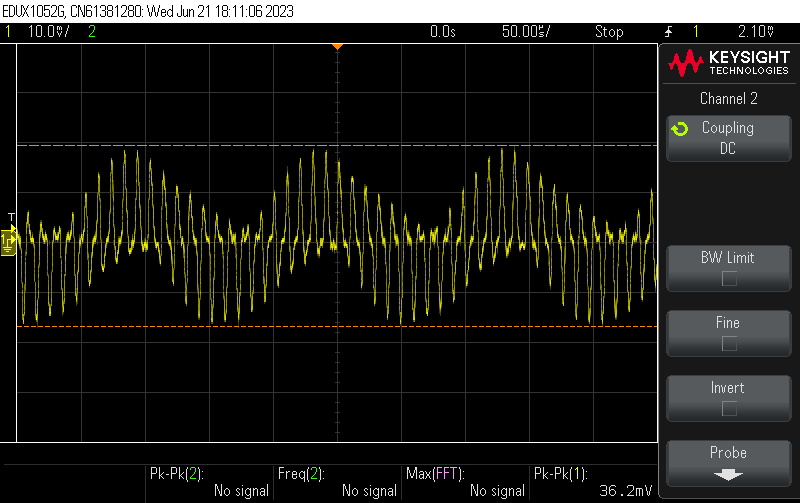 EDUX1052G, CN61381280: Wed Jun 21 18:11:06 2023
1 10.0V/ 2 0.0s 50.00s/ Stop 1 2.10V
KEYSIGHT
TECHNOLOGIES
Channel 2
Coupling
DC
T
1
BW Limit
Fine
Invert
Probe
Pk-Pk(2): Freq(2): Max(FFT): Pk-Pk(1):
No signal No signal No signal 36.2mV